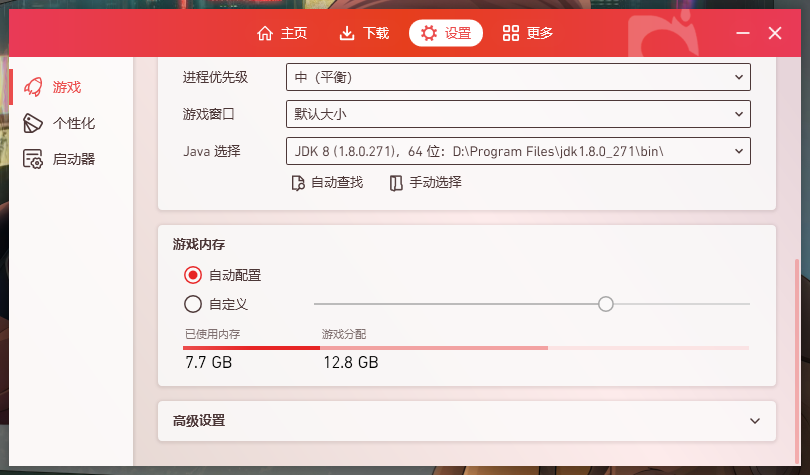 主页 下载 设置 更多
游戏
个性化
启动器
进程优先级 中（平衡）
游戏窗口 默认大小
Java 选择 JDK 8 (1.8.0.271)，64 位：D:\Program Files\jdk1.8.0_271\bin\
自动查找 手动选择
游戏内存
自动配置
自定义
已使用内存 游戏分配
7.7 GB 12.8 GB
高级设置